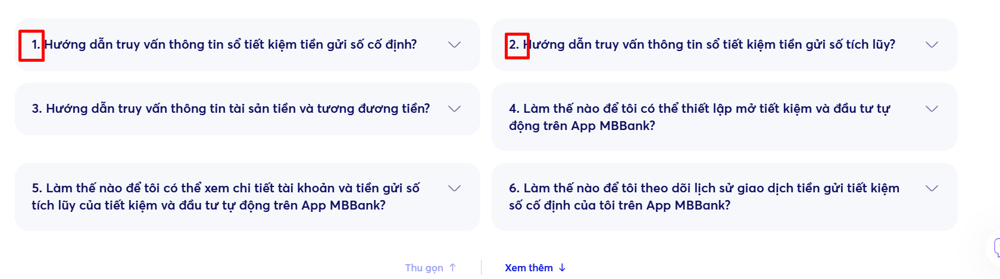 1. Hướng dẫn truy vấn thông tin sổ tiết kiệm tiền gửi số cố định?
2. Hướng dẫn truy vấn thông tin sổ tiết kiệm tiền gửi số tích lũy?
3. Hướng dẫn truy vấn thông tin tài sản tiền và tương đương tiền?
4. Làm thế nào để tôi có thể thiết lập mở tiết kiệm và đầu tư tự
động trên App MBBank?
5. Làm thế nào để tôi có thể xem chi tiết tài khoản và tiền gửi số
tích lũy của tiết kiệm và đầu tư tự động trên App MBBank?
6. Làm thế nào để tôi theo dõi lịch sử giao dịch tiền gửi tiết kiệm
số cố định của tôi trên App MBBank?
Thu gọn ↑
Xem thêm ↓